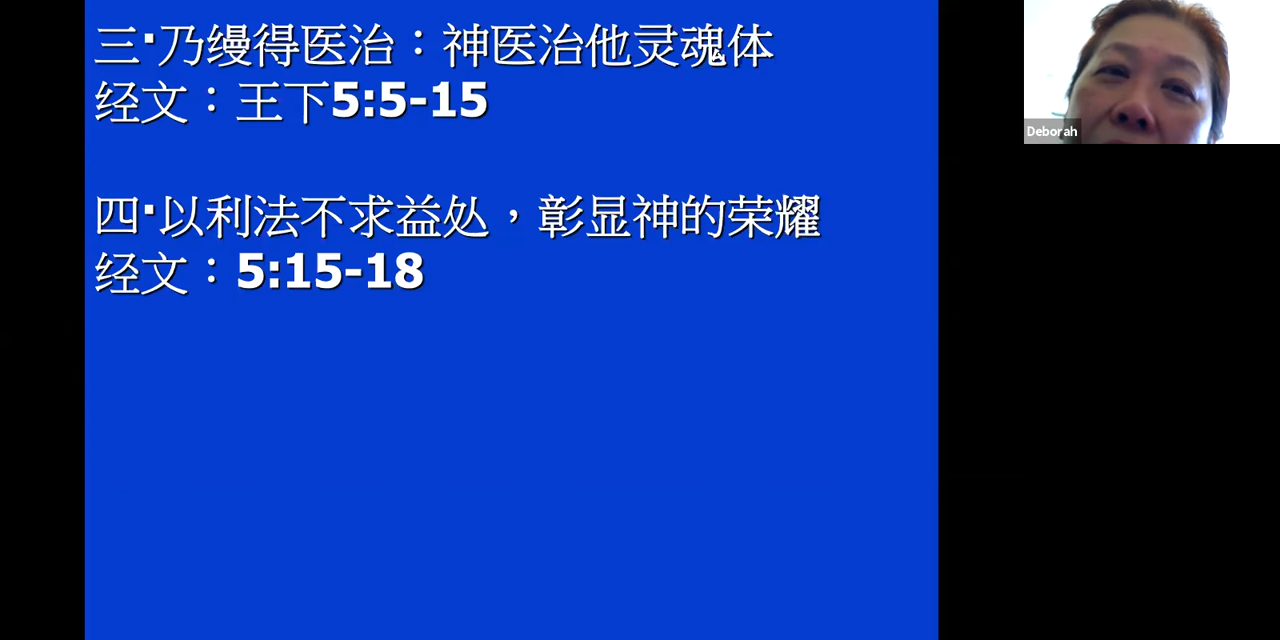 三▪乃缦得医治：神医治他灵魂体
经文：王下5:5-15
四▪以利法不求益处，彰显神的荣耀
经文：5:15-18
Deborah